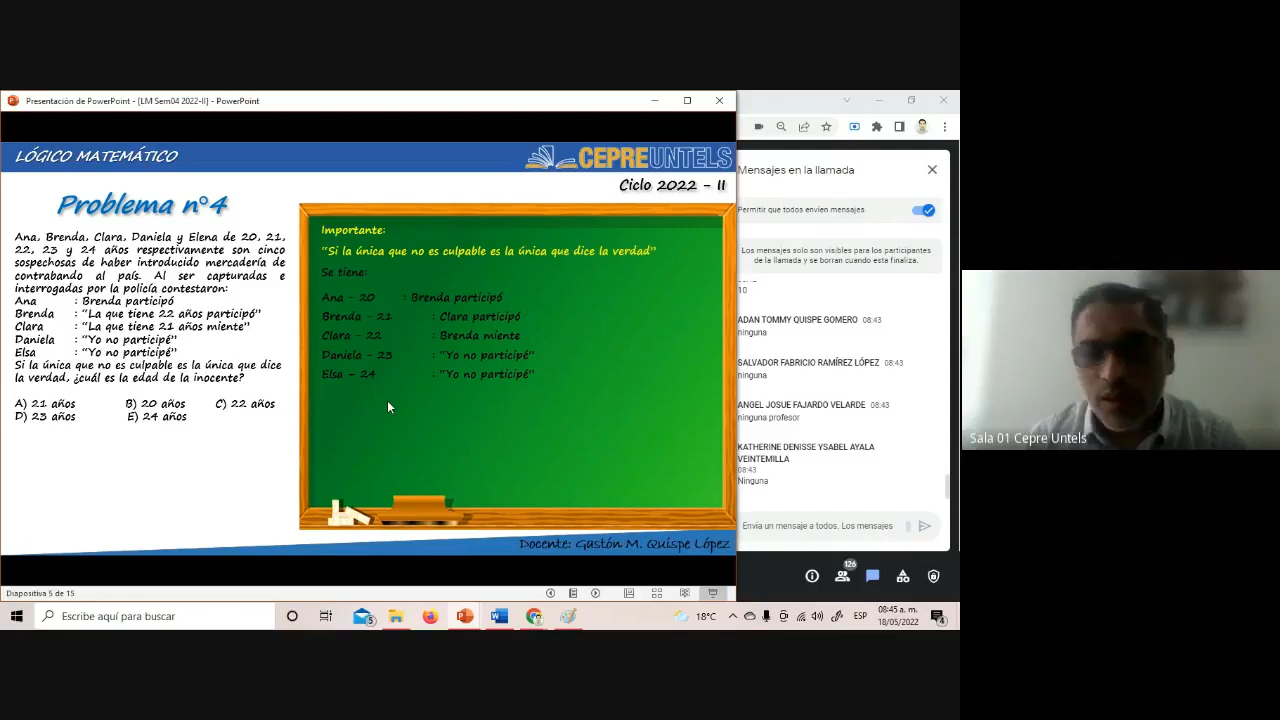 Presentación de PowerPoint - [LM Sem04 2022-II] - PowerPoint
LÓGICO MATEMÁTICO
CEPREUNTELS
Ciclo 2022 - II
Problema n°4
Ana, Brenda, Clara, Daniela y Elena de 20, 21,
22, 23 y 24 años respectivamente son cinco
sospechosas de haber introducido mercadería de
contrabando al país. Al ser capturadas e
interrogadas por la policía contestaron:
Ana : Brenda participó
Brenda : "La que tiene 22 años participó"
Clara : "La que tiene 21 años miente"
Daniela : "Yo no participé"
Elsa : "Yo no participé"
Si la única que no es culpable es la única que dice
la verdad, ¿cuál es la edad de la inocente?
A) 21 años B) 20 años C) 22 años
D) 23 años E) 24 años
Importante:
"Si la única que no es culpable es la única que dice la verdad"
Se tiene:
Ana - 20 : Brenda participó
Brenda - 21 : Clara participó
Clara - 22 : Brenda miente
Daniela - 23 : "Yo no participé"
Elsa - 24 : "Yo no participé"
Docente: Gastón M. Quispe López
Diapositiva 5 de 15
Mensajes en la llamada
Permitir que todos envíen mensajes
Los mensajes solo son visibles para los participantes
de la llamada y se borran cuando esta finaliza.
10
ADAN TOMMY QUISPE GOMERO 08:43
ninguna
SALVADOR FABRICIO RAMÍREZ LÓPEZ 08:43
ninguna
ANGEL JOSUE FAJARDO VELARDE 08:43
ninguna profesor
KATHERINE DENISSE YSABEL AYALA
VEINTEMILLA
08:43
Ninguna
Envía un mensaje a todos. Los mensajes
126
Sala 01 Cepre Untels
Escribe aquí para buscar
5
18°C
ESP
08:45 a. m.
18/05/2022
4